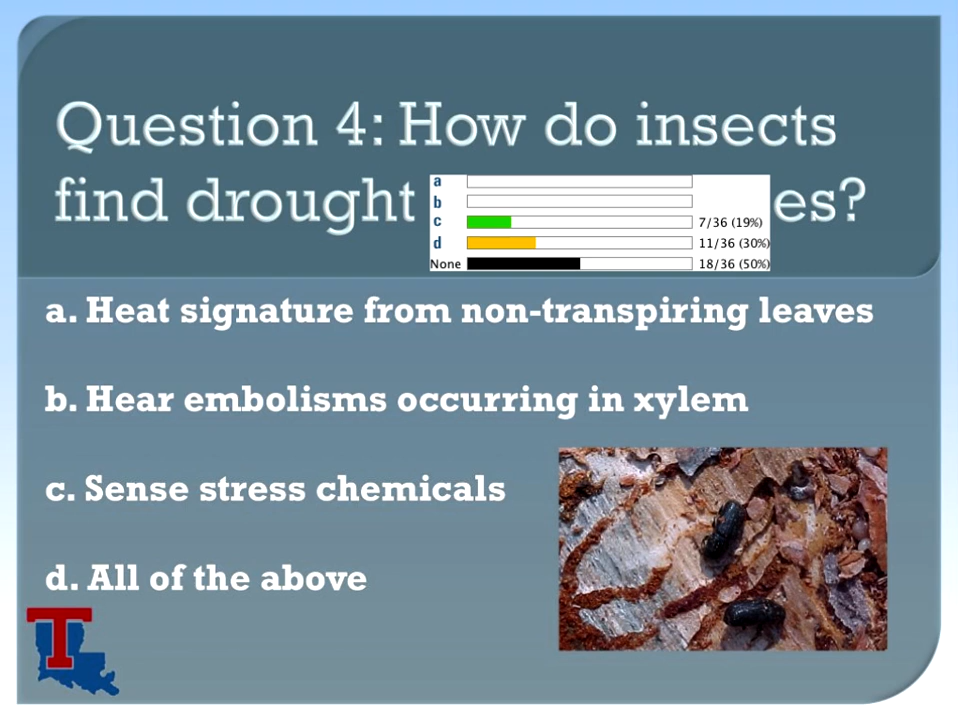 Question 4: How do insects
find drought es?
a
b
c 7/36 (19%)
d 11/36 (30%)
None 18/36 (50%)
a. Heat signature from non-transpiring leaves
b. Hear embolisms occurring in xylem
c. Sense stress chemicals
d. All of the above
T